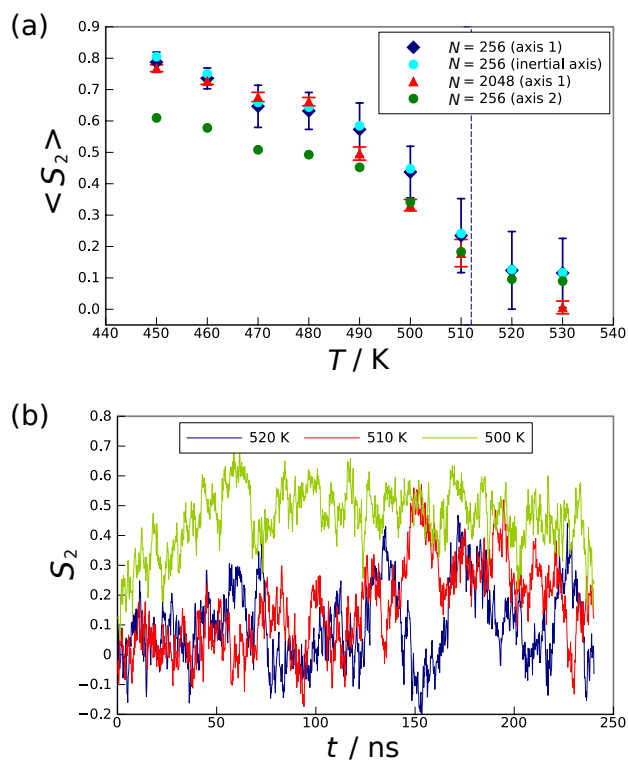 (a)
<S₂>
0.9
0.8
0.7
0.6
0.5
0.4
0.3
0.2
0.1
0.0
N = 256 (axis 1)
N = 256 (inertial axis)
N = 2048 (axis 1)
N = 256 (axis 2)
440 450 460 470 480 490 500 510 520 530 540
T / K
(b)
S₂
0.8
0.7
0.6
0.5
0.4
0.3
0.2
0.1
0
−0.1
−0.2
520 K 510 K 500 K
0 50 100 150 200 250
t / ns